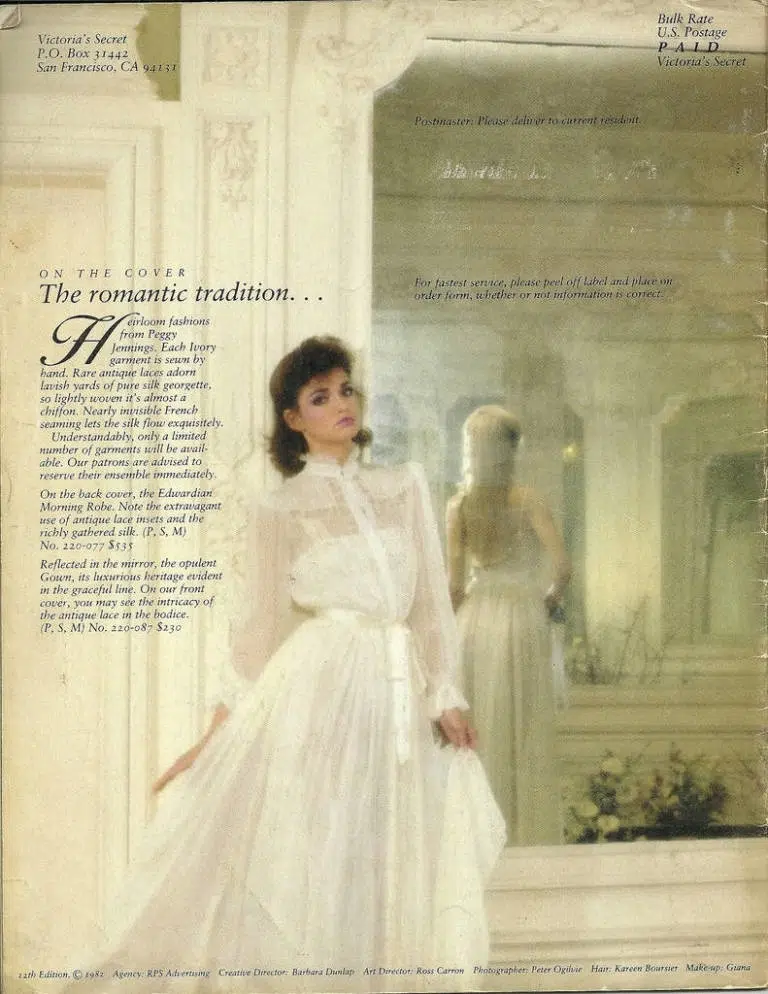 Victoria's Secret
P.O. Box 31442
San Francisco, CA 94131
Bulk Rate
U.S. Postage
PAID
Victoria's Secret
Postmaster: Please deliver to current resident.
For fastest service, please peel off label and place on
order form, whether or not information is correct.
ON THE COVER
The romantic tradition. . .
Heirloom fashions
from Peggy
Jennings. Each Ivory
garment is sewn by
hand. Rare antique laces adorn
lavish yards of pure silk georgette,
so lightly woven it's almost a
chiffon. Nearly invisible French
seaming lets the silk flow exquisitely.
Understandably, only a limited
number of garments will be avail-
able. Our patrons are advised to
reserve their ensemble immediately.
On the back cover, the Edwardian
Morning Robe. Note the extravagant
use of antique lace insets and the
richly gathered silk. (P, S, M)
No. 220-077 $535
Reflected in the mirror, the opulent
Gown, its luxurious heritage evident
in the graceful line. On our front
cover, you may see the intricacy of
the antique lace in the bodice.
(P, S, M) No. 220-087 $230
12th Edition, © 1982 Agency: RPS Advertising Creative Director: Barbara Dunlap Art Director: Ross Carron Photographer: Peter Ogilvie Hair: Kareen Boursier Make-up: Giana